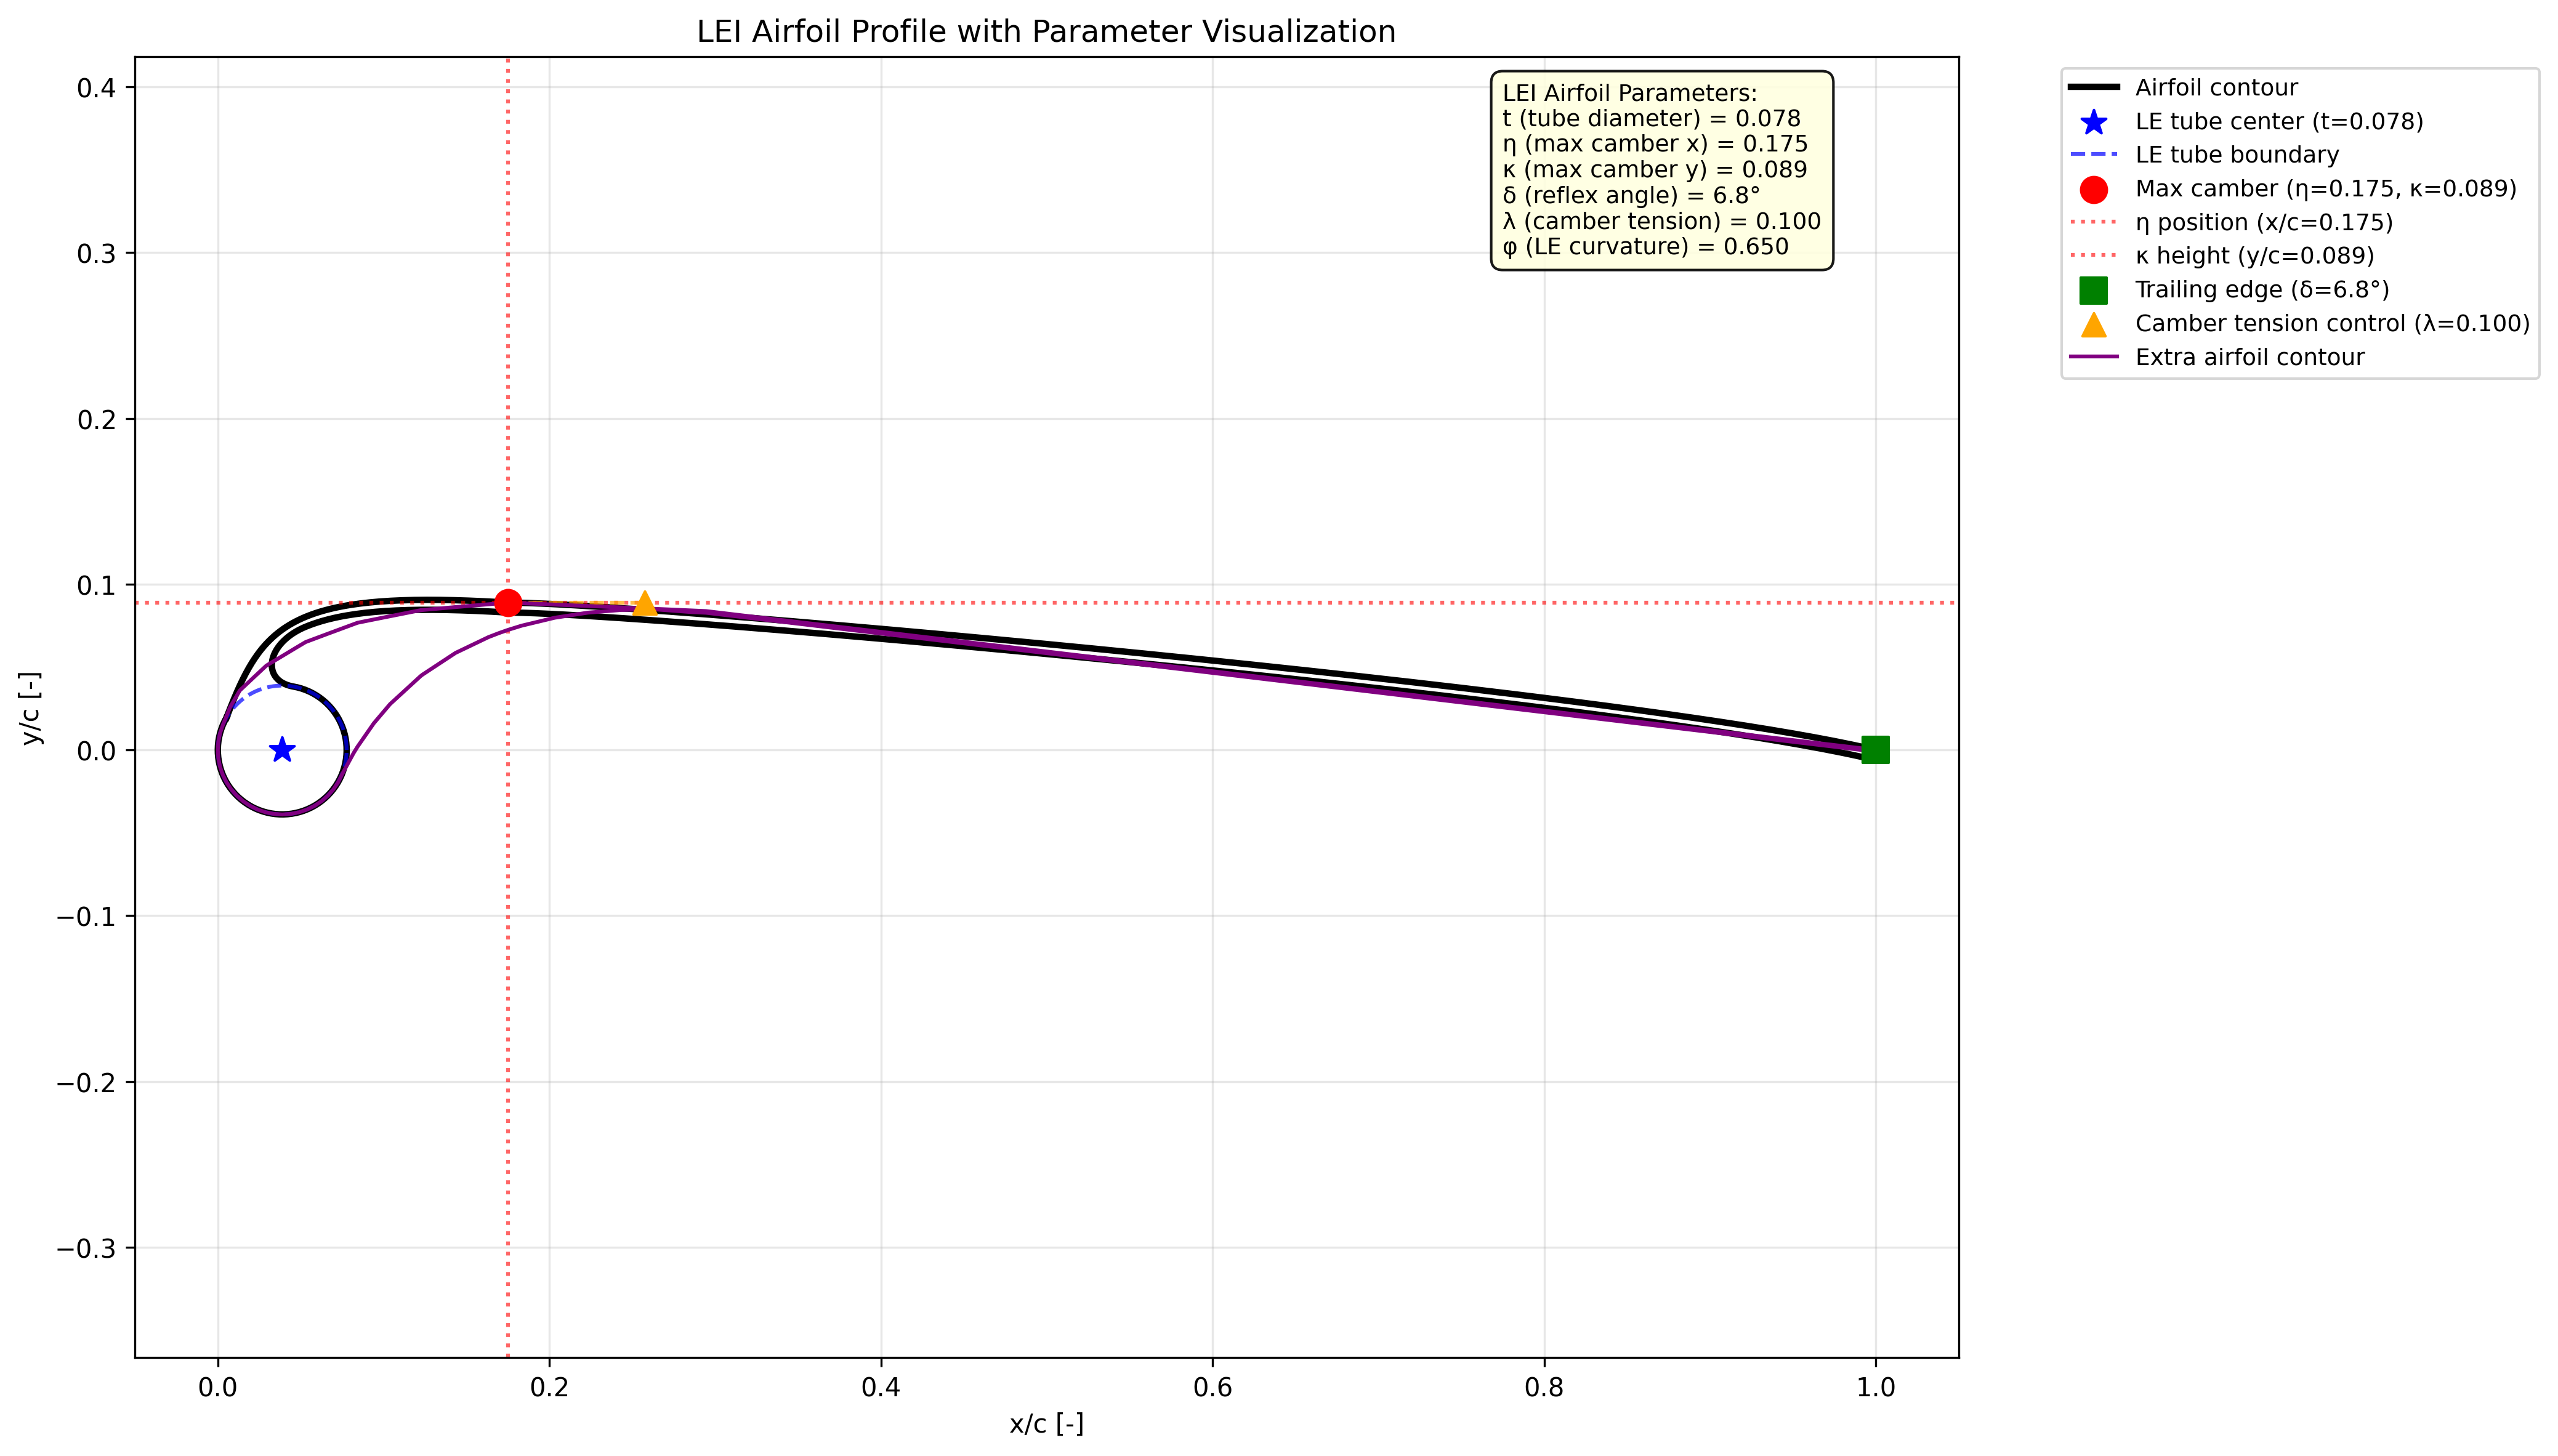 LEI Airfoil Profile with Parameter Visualization
LEI Airfoil Parameters:
t (tube diameter) = 0.078
η (max camber x) = 0.175
κ (max camber y) = 0.089
δ (reflex angle) = 6.8°
λ (camber tension) = 0.100
φ (LE curvature) = 0.650
Airfoil contour
LE tube center (t=0.078)
LE tube boundary
Max camber (η=0.175, κ=0.089)
η position (x/c=0.175)
κ height (y/c=0.089)
Trailing edge (δ=6.8°)
Camber tension control (λ=0.100)
Extra airfoil contour
y/c [-]
0.4
0.3
0.2
0.1
0.0
−0.1
−0.2
−0.3
0.0 0.2 0.4 0.6 0.8 1.0
x/c [-]